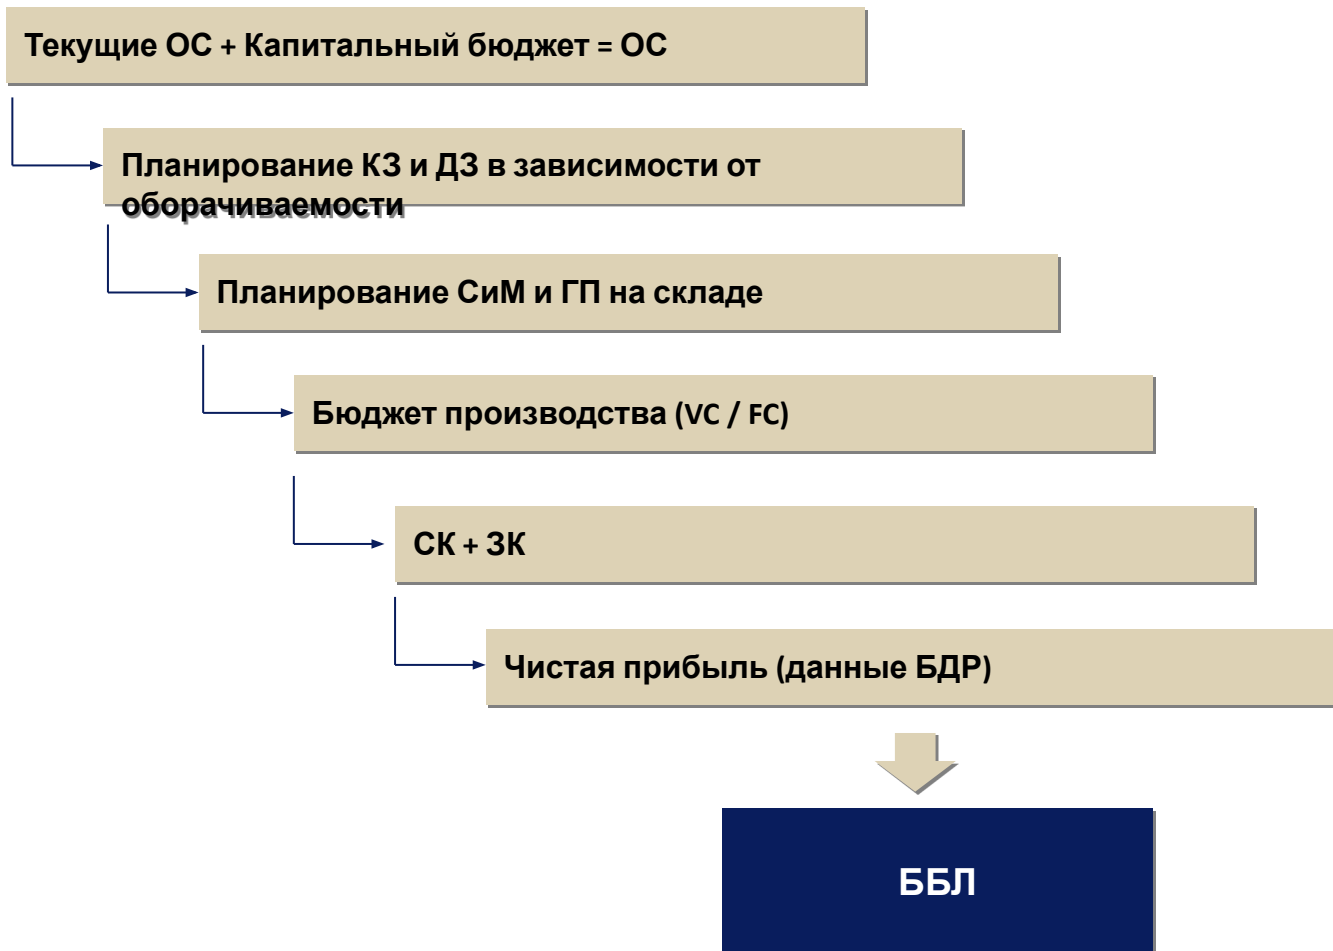 Текущие ОС + Капитальный бюджет = ОС
Планирование КЗ и ДЗ в зависимости от
оборачиваемости
Планирование СиМ и ГП на складе
Бюджет производства (VC / FC)
СК + ЗК
Чистая прибыль (данные БДР)
ББЛ